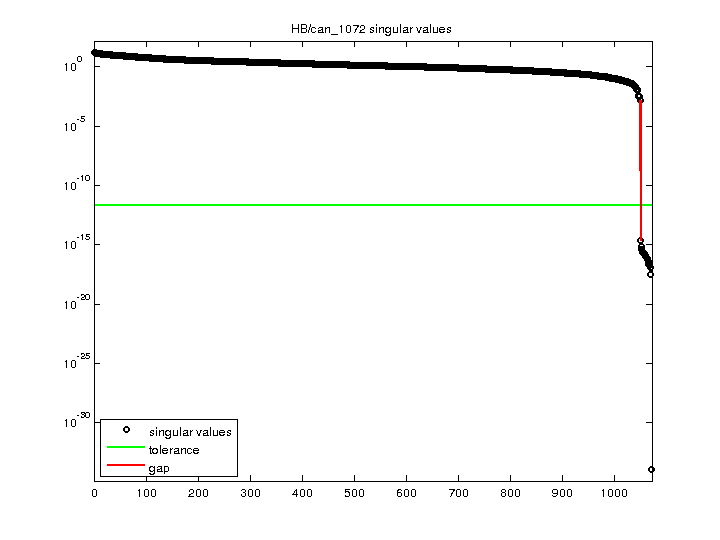 HB/can_1072 singular values
10^0
10^-5
10^-10
10^-15
10^-20
10^-25
10^-30
singular values
tolerance
gap
0 100 200 300 400 500 600 700 800 900 1000